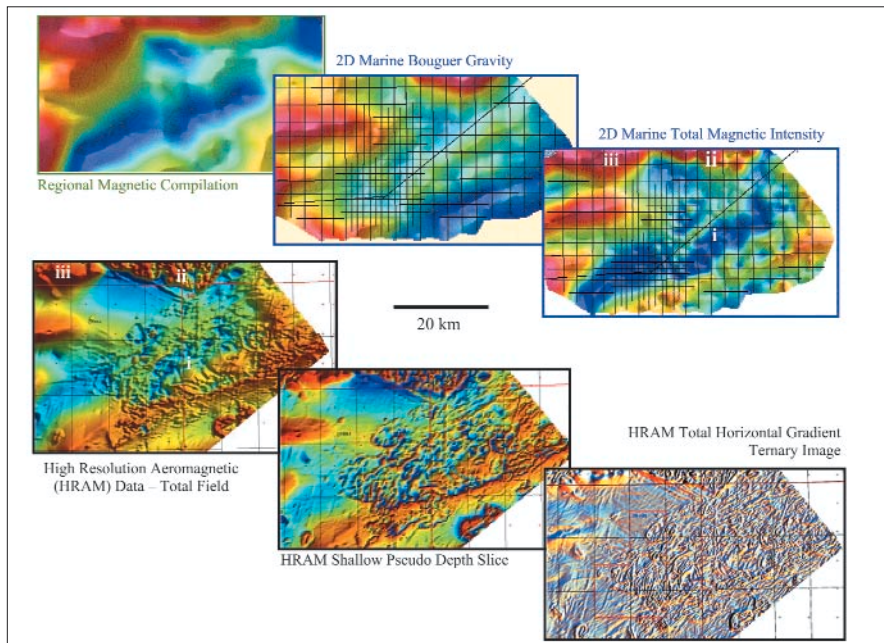 2D Marine Bouguer Gravity
Regional Magnetic Compilation
2D Marine Total Magnetic Intensity
iii
ii
i
iii
ii
i
20 km
High Resolution Aeromagnetic
(HRAM) Data – Total Field
HRAM Shallow Pseudo Depth Slice
HRAM Total Horizontal Gradient
Ternary Image